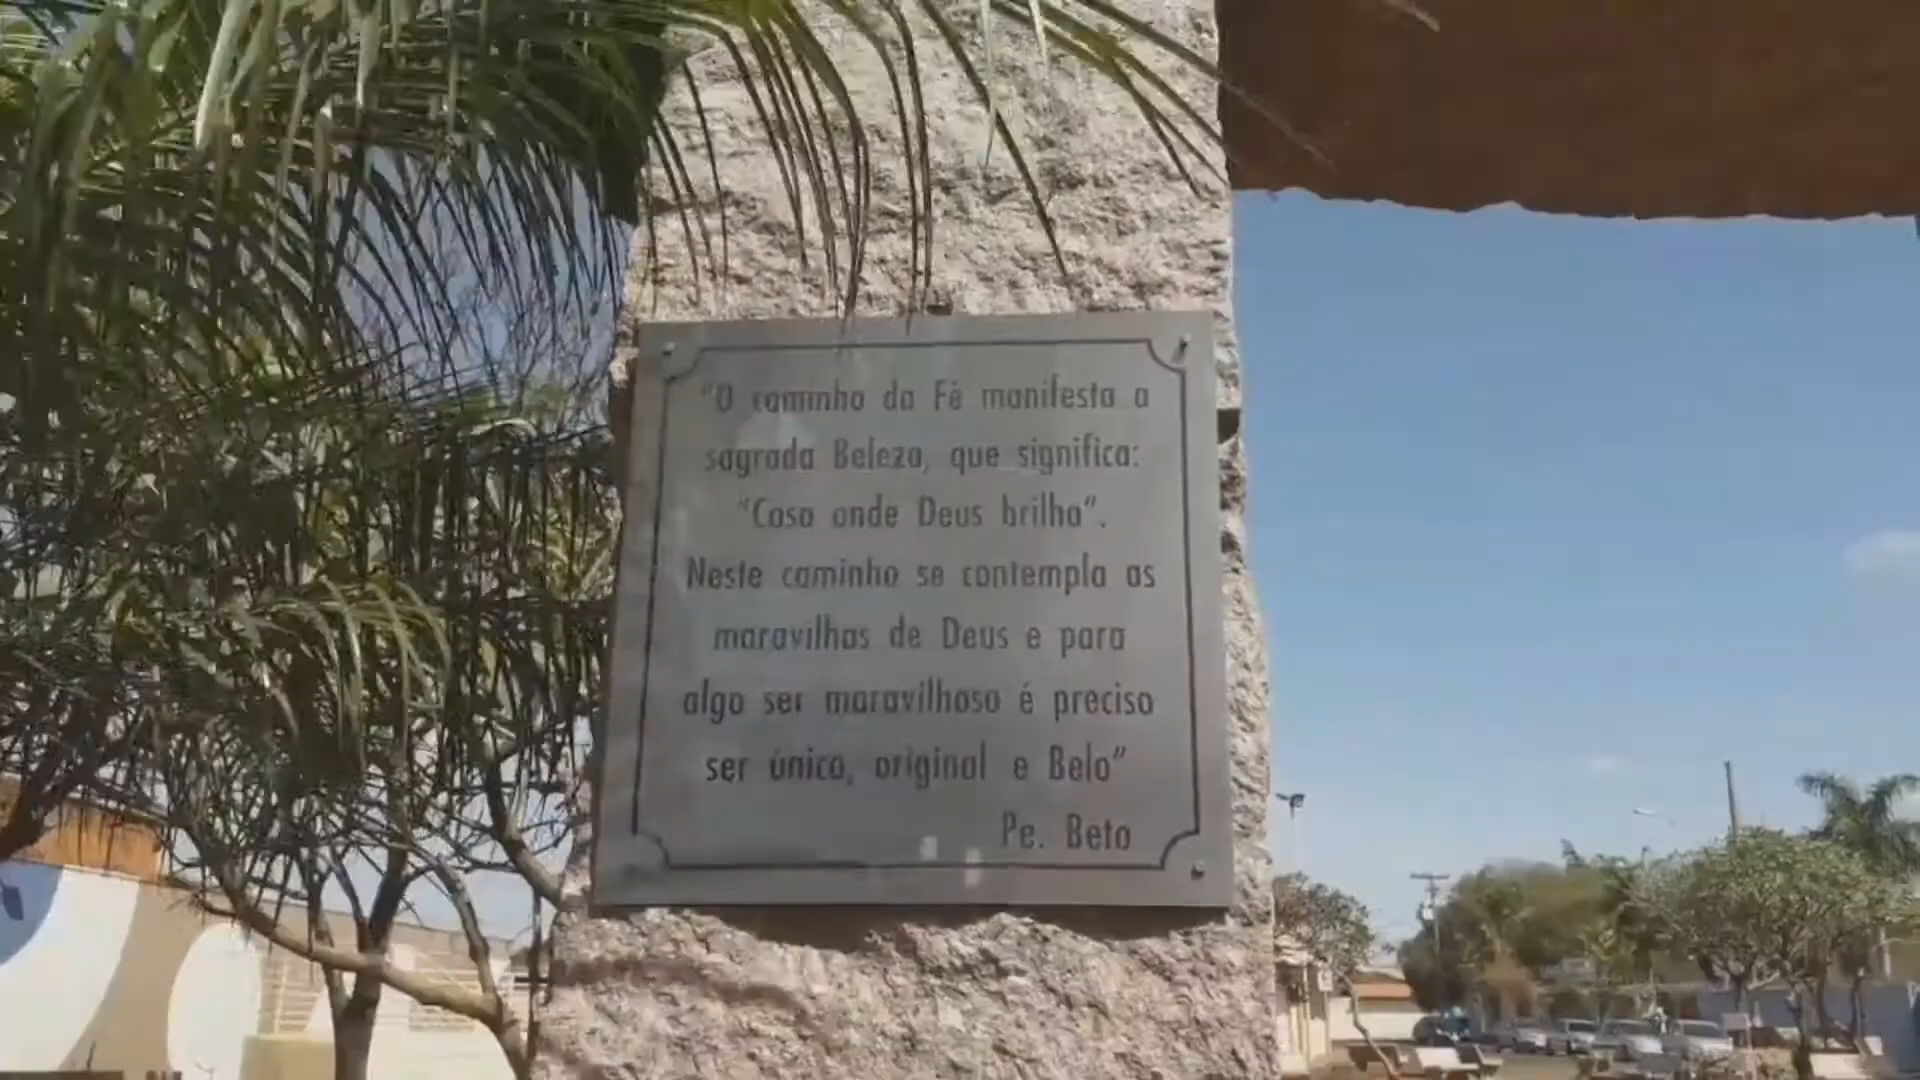 "O caminho da Fé manifesta a
sagrada Beleza, que significa:
"Casa onde Deus brilha".
Neste caminho se contempla as
maravilhas de Deus e para
algo ser maravilhoso é preciso
ser único, original e Belo"
Pe. Beto